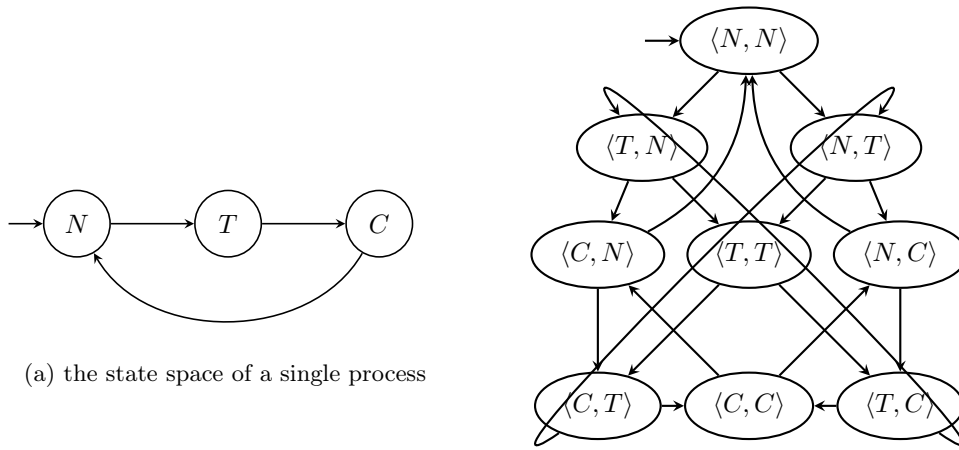 ⟨N, N⟩
⟨T, N⟩ ⟨N, T⟩
N T C
⟨C, N⟩ ⟨T, T⟩ ⟨N, C⟩
(a) the state space of a single process
⟨C, T⟩ ⟨C, C⟩ ⟨T, C⟩